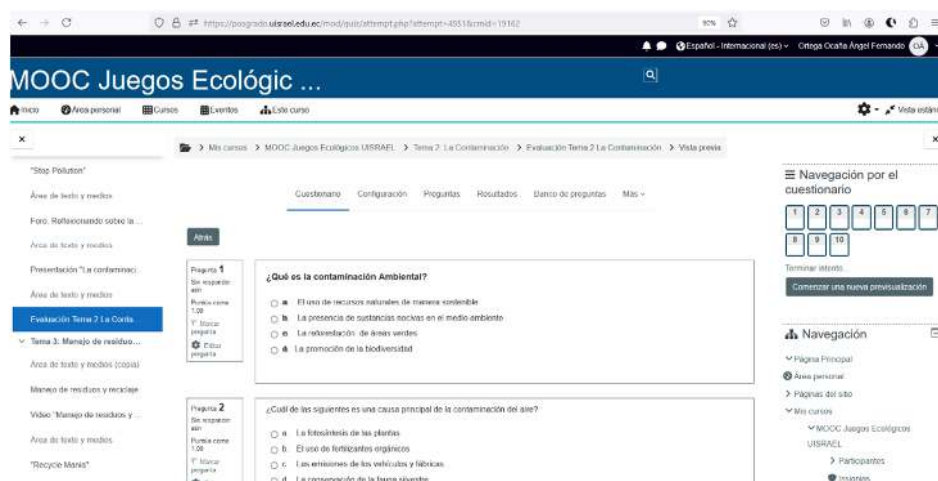 https://posgrado.uisrael.edu.ec/mod/quiz/attempt.php?attempt=4951&cmid=19162
90%
Español - Internacional (es)
Ortega Ocaña Ángel Fernando
OÁ
MOOC Juegos Ecológic ...
Inicio
Área personal
Cursos
Eventos
Este curso
Vista estánd
Mis cursos > MOOC Juegos Ecológicos UISRAEL > Tema 2: La Contaminación > Evaluación Tema 2 La Contaminación > Vista previa
"Stop Pollution"
Área de texto y medios
Foro: Reflexionando sobre la ...
Área de texto y medios
Presentación "La contaminaci
Área de texto y medios
Evaluación Tema 2 La Conta...
Tema 3: Manejo de residuo...
Área de texto y medios (copia)
Manejo de residuos y reciclaje
Video "Manejo de residuos y ...
Área de texto y medios
"Recycle Mania"
Cuestionario
Configuración
Preguntas
Resultados
Banco de preguntas
Más
Atrás
Pregunta 1
Sin responder
aún
Puntúa como
1,00
Marcar
pregunta
Editar
pregunta
¿Qué es la contaminación Ambiental?
a. El uso de recursos naturales de manera sostenible
b. La presencia de sustancias nocivas en el medio ambiente
c. La reforestación de áreas verdes
d. La promoción de la biodiversidad
Pregunta 2
Sin responder
aún
Puntúa como
1,00
Marcar
pregunta
¿Cuál de las siguientes es una causa principal de la contaminación del aire?
a. La fotosíntesis de las plantas
b. El uso de fertilizantes orgánicos
c. Las emisiones de los vehículos y fábricas
d. La conservación de la fauna silvestre
Navegación por el
cuestionario
1 2 3 4 5 6 7
8 9 10
Terminar intento...
Comenzar una nueva previsualización
Navegación
Página Principal
Área personal
Páginas del sitio
Mis cursos
MOOC Juegos Ecológicos
UISRAEL
Participantes
Insignias